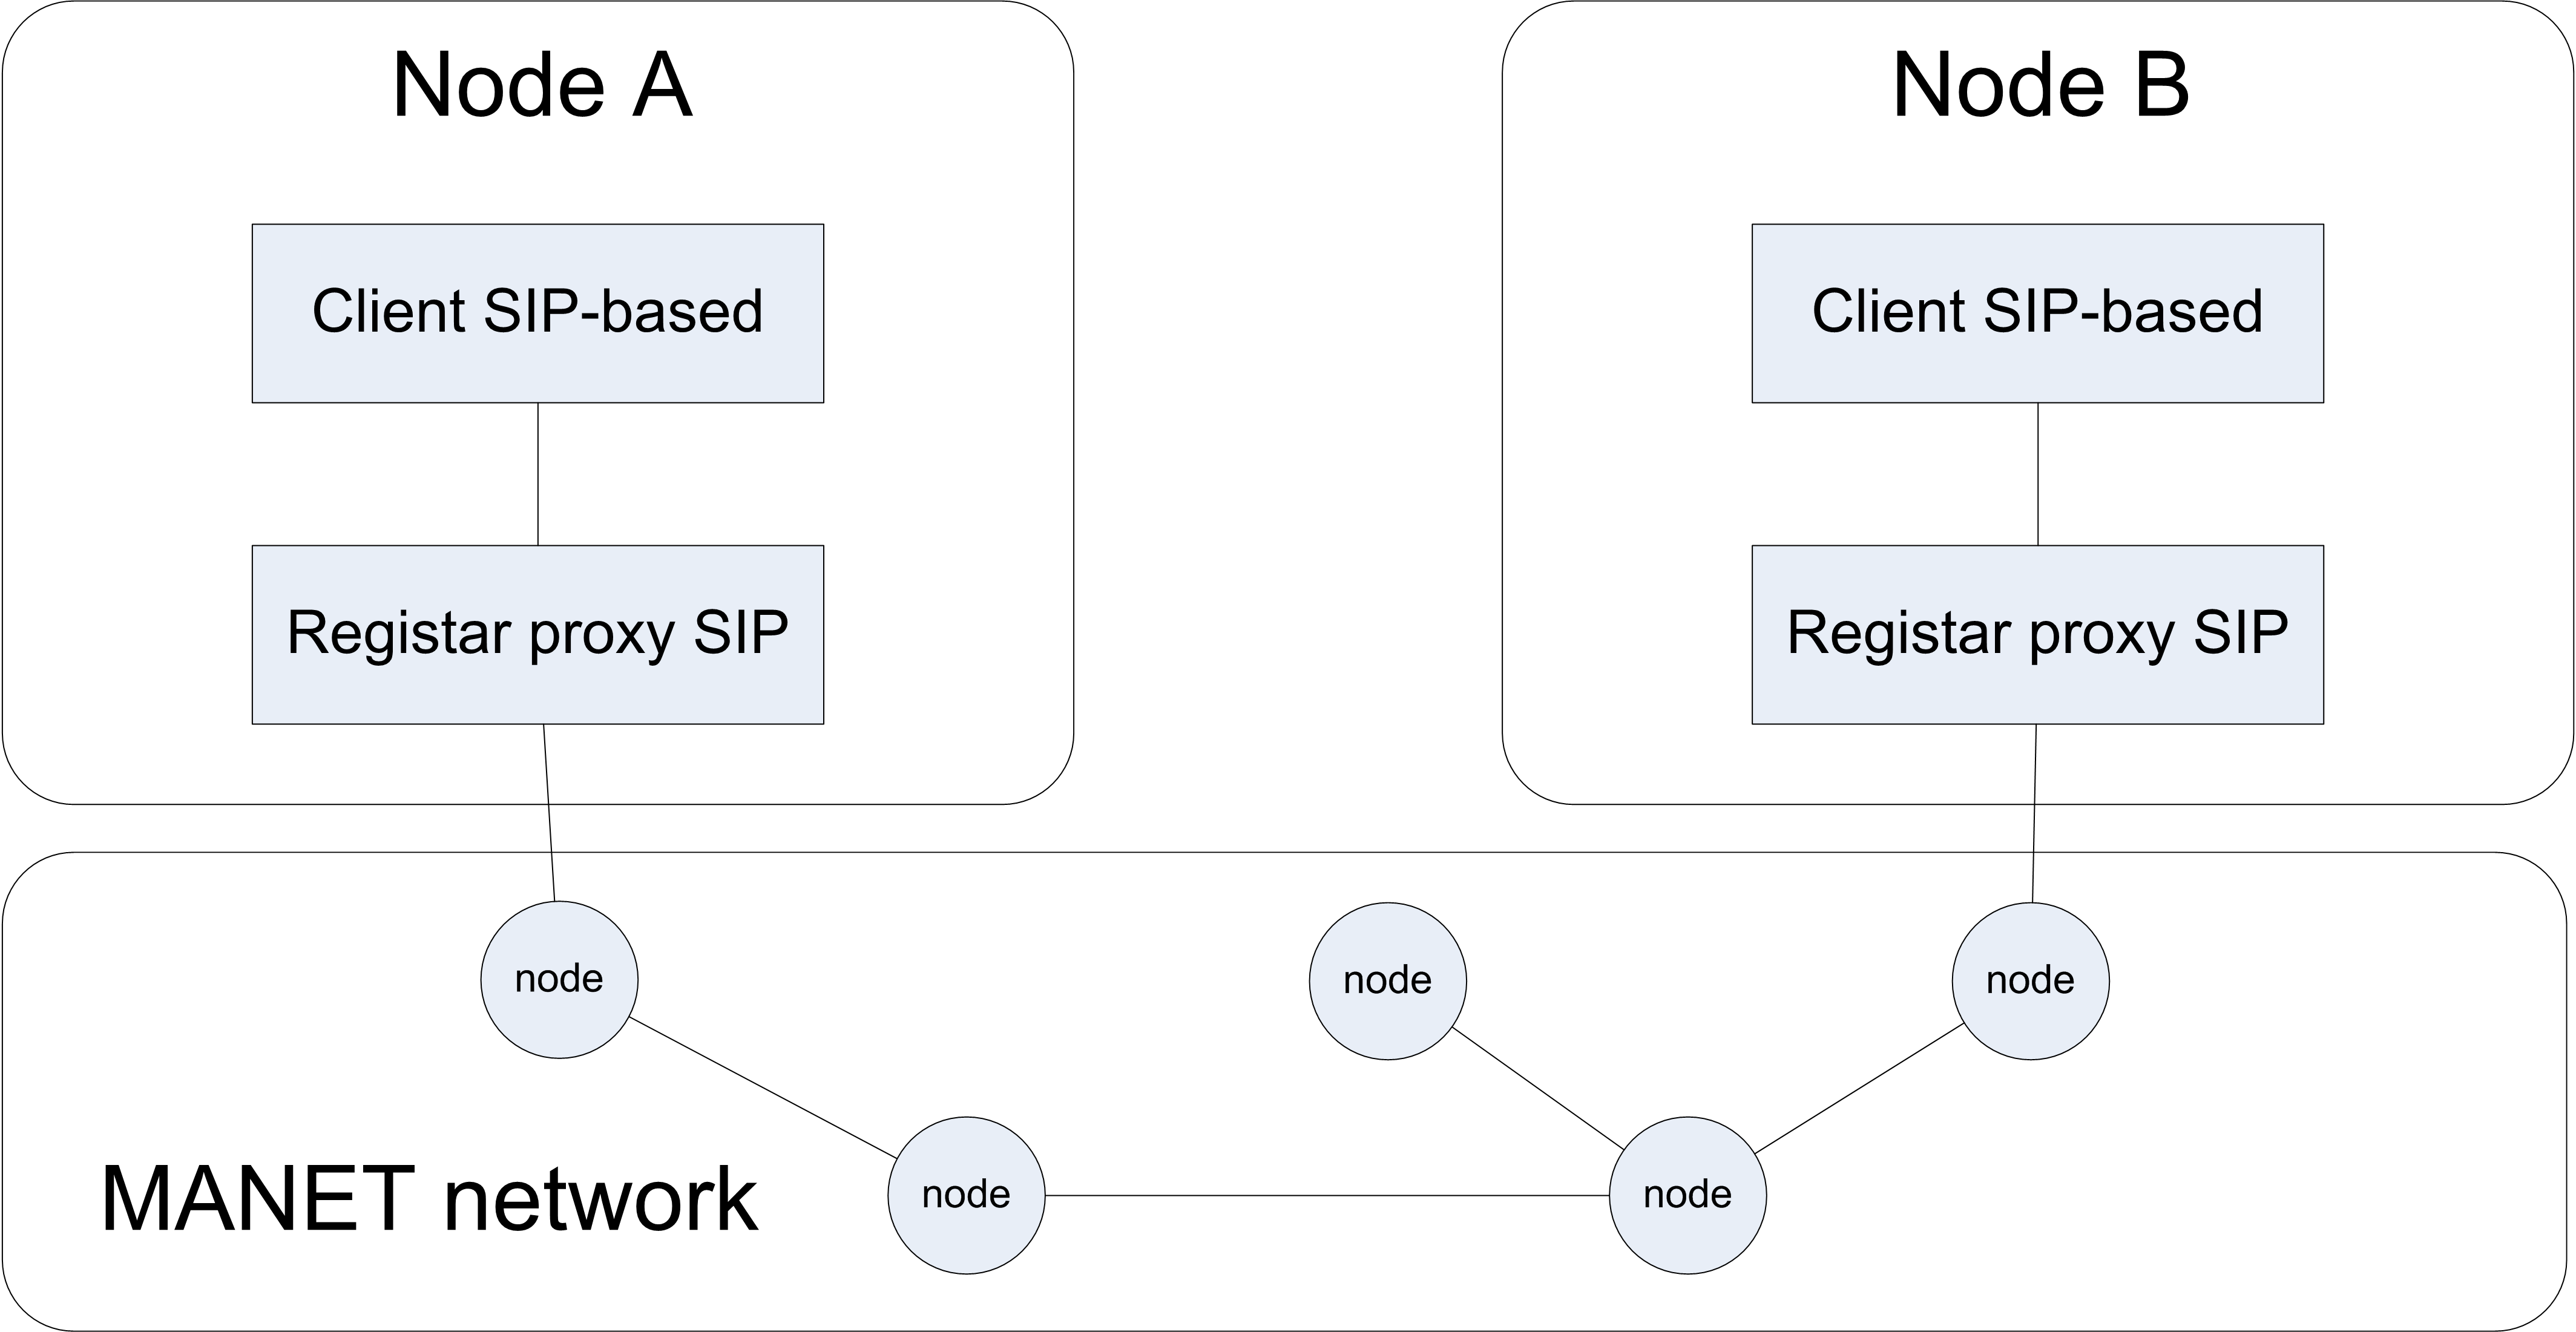 Node A
Client SIP-based
Registar proxy SIP
Node B
Client SIP-based
Registar proxy SIP
node
node
node
node
node
MANET network